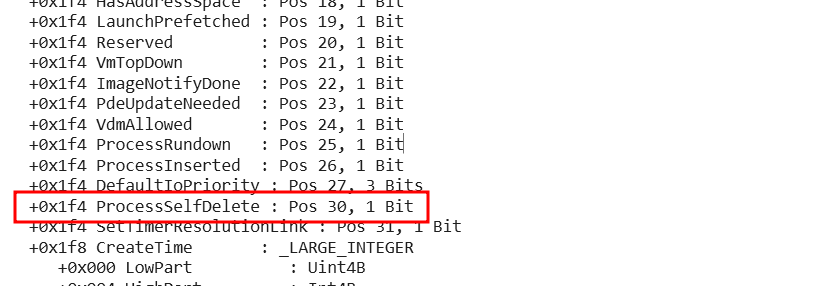 +0x1f4 HasAddressSpace : Pos 18, 1 Bit
+0x1f4 LaunchPrefetched : Pos 19, 1 Bit
+0x1f4 Reserved : Pos 20, 1 Bit
+0x1f4 VmTopDown : Pos 21, 1 Bit
+0x1f4 ImageNotifyDone : Pos 22, 1 Bit
+0x1f4 PdeUpdateNeeded : Pos 23, 1 Bit
+0x1f4 VdmAllowed : Pos 24, 1 Bit
+0x1f4 ProcessRundown : Pos 25, 1 Bit
+0x1f4 ProcessInserted : Pos 26, 1 Bit
+0x1f4 DefaultIoPriority : Pos 27, 3 Bits
+0x1f4 ProcessSelfDelete : Pos 30, 1 Bit
+0x1f4 SetTimerResolutionLink : Pos 31, 1 Bit
+0x1f8 CreateTime : _LARGE_INTEGER
+0x000 LowPart : Uint4B
+0x004 HighPart : Int4B